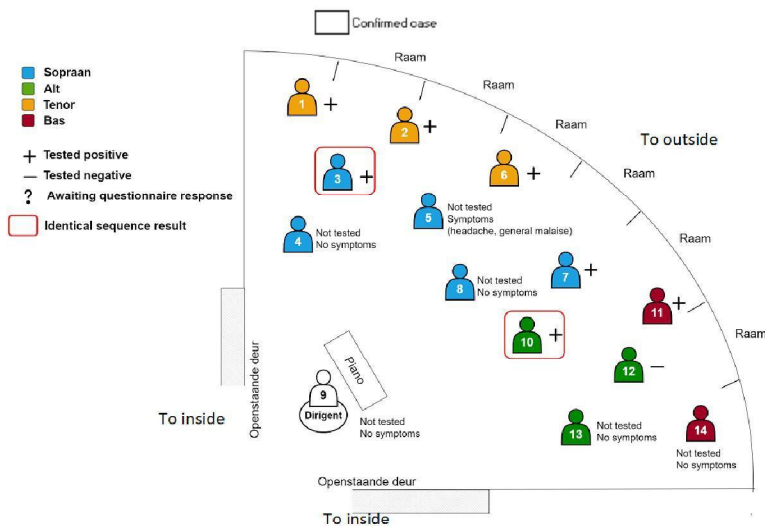 Confirmed case
Sopraan
Alt
Tenor
Bas
+ Tested positive
— Tested negative
? Awaiting questionnaire response
Identical sequence result
Raam
Raam
Raam
Raam
Raam
Raam
To outside
1 +
2 +
3 +
6 +
4
Not tested
No symptoms
5
Not tested
Symptoms
(headache, general malaise)
7 +
8
Not tested
No symptoms
11 +
10 +
12 —
13
Not tested
No symptoms
14
Not tested
No symptoms
Piano
9
Dirigent
Not tested
No symptoms
Openstaande deur
To inside
Openstaande deur
To inside